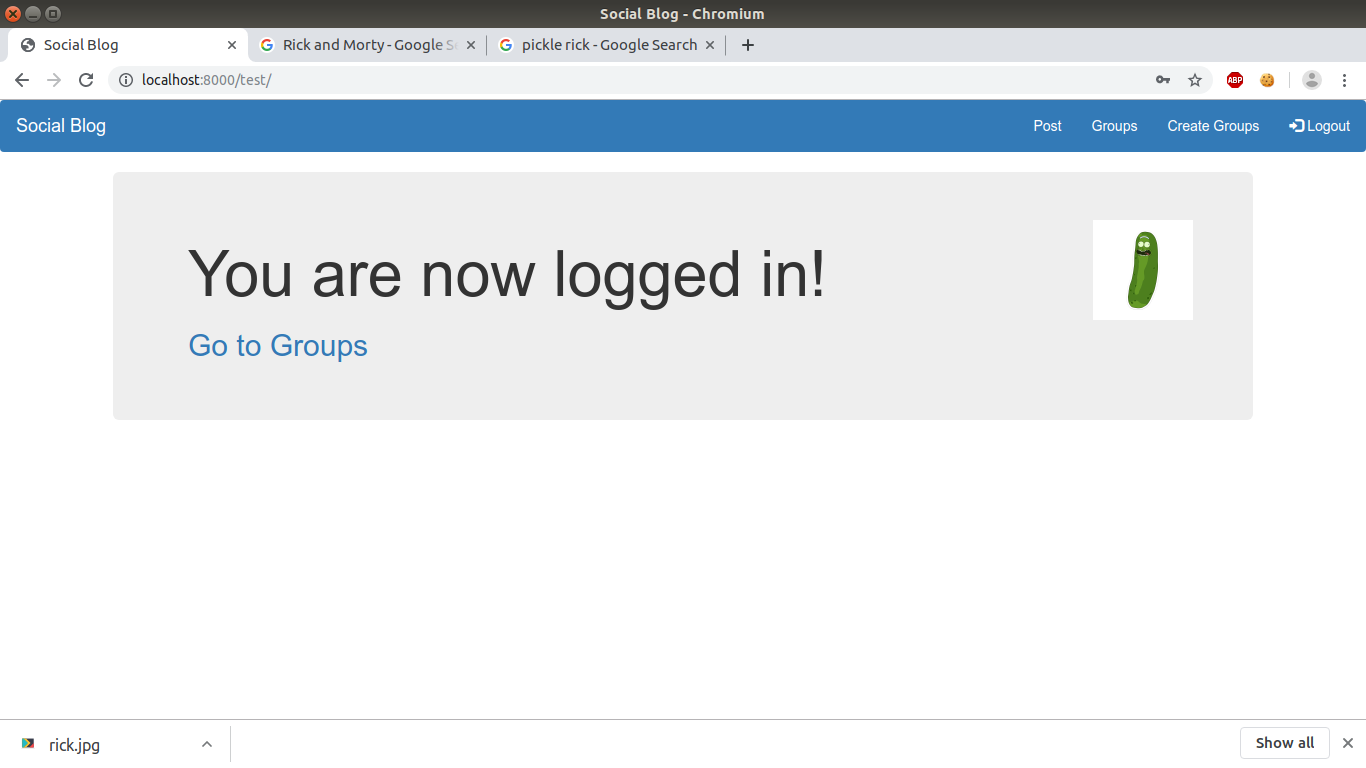 Social Blog - Chromium
Social Blog
Rick and Morty - Google S
pickle rick - Google Search
localhost:8000/test/
ABP
Social Blog
Post
Groups
Create Groups
Logout
You are now logged in!
Go to Groups
rick.jpg
Show all